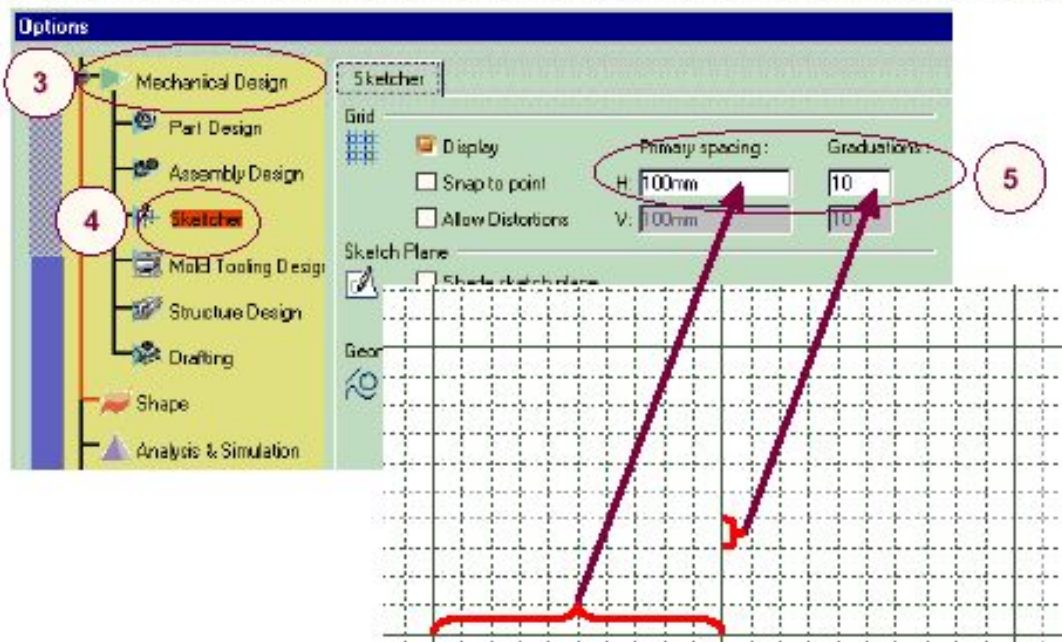 Options
3
Mechanical Design
Part Design
Assembly Design
4
Sketcher
Mold Tooling Desig
Structure Design
Drafting
Shape
Analysis & Simulation
Sketcher
Grid
Display
Primary spacing :
Graduations :
Snap to point
H: 100mm
10
5
Allow Distortions
V: 100mm
10
Sketch Plane
Shade sketch plane
Geor